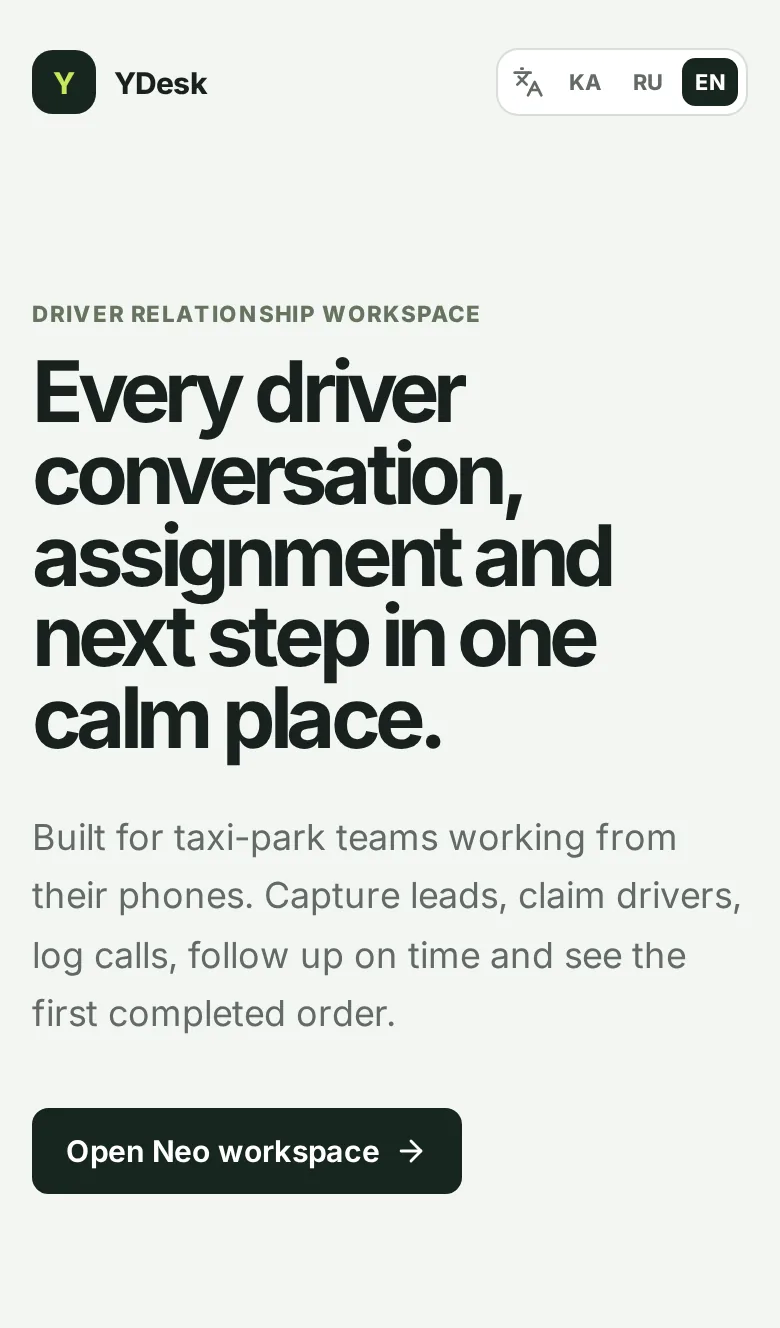 Y YDesk KA RU EN
DRIVER RELATIONSHIP WORKSPACE
Every driver
conversation,
assignment and
next step in one
calm place.
Built for taxi-park teams working from
their phones. Capture leads, claim drivers,
log calls, follow up on time and see the
first completed order.
Open Neo workspace →